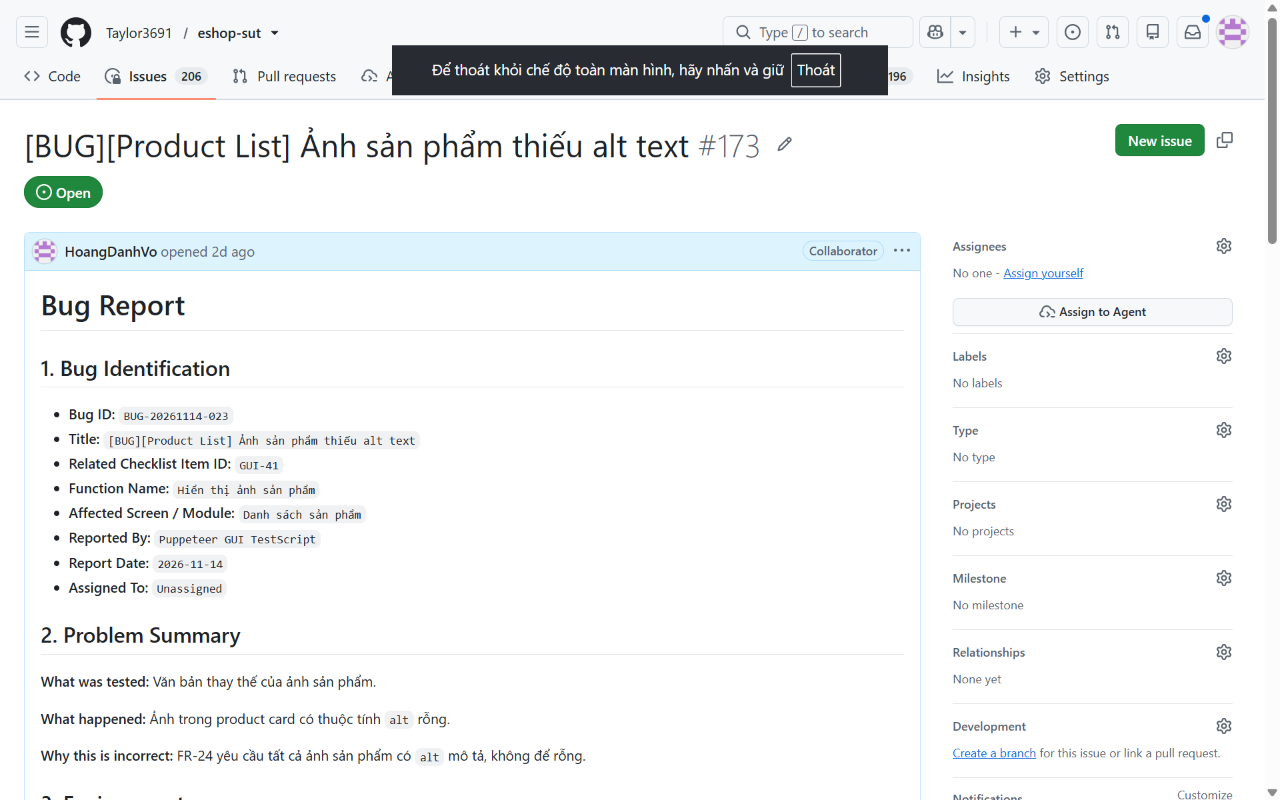 Taylor3691 / eshop-sut
Type / to search
Code
Issues 206
Pull requests
A
Để thoát khỏi chế độ toàn màn hình, hãy nhấn và giữ Thoát
196
Insights
Settings
[BUG][Product List] Ảnh sản phẩm thiếu alt text #173
New issue
Open
HoangDanhVo opened 2d ago
Collaborator
Bug Report
1. Bug Identification
Bug ID: BUG-20261114-023
Title: [BUG][Product List] Ảnh sản phẩm thiếu alt text
Related Checklist Item ID: GUI-41
Function Name: Hiển thị ảnh sản phẩm
Affected Screen / Module: Danh sách sản phẩm
Reported By: Puppeteer GUI TestScript
Report Date: 2026-11-14
Assigned To: Unassigned
2. Problem Summary
What was tested: Văn bản thay thế của ảnh sản phẩm.
What happened: Ảnh trong product card có thuộc tính alt rỗng.
Why this is incorrect: FR-24 yêu cầu tất cả ảnh sản phẩm có alt mô tả, không để rỗng.
Assignees
No one - Assign yourself
Assign to Agent
Labels
No labels
Type
No type
Projects
No projects
Milestone
No milestone
Relationships
None yet
Development
Create a branch for this issue or link a pull request.
Notifications
Customize